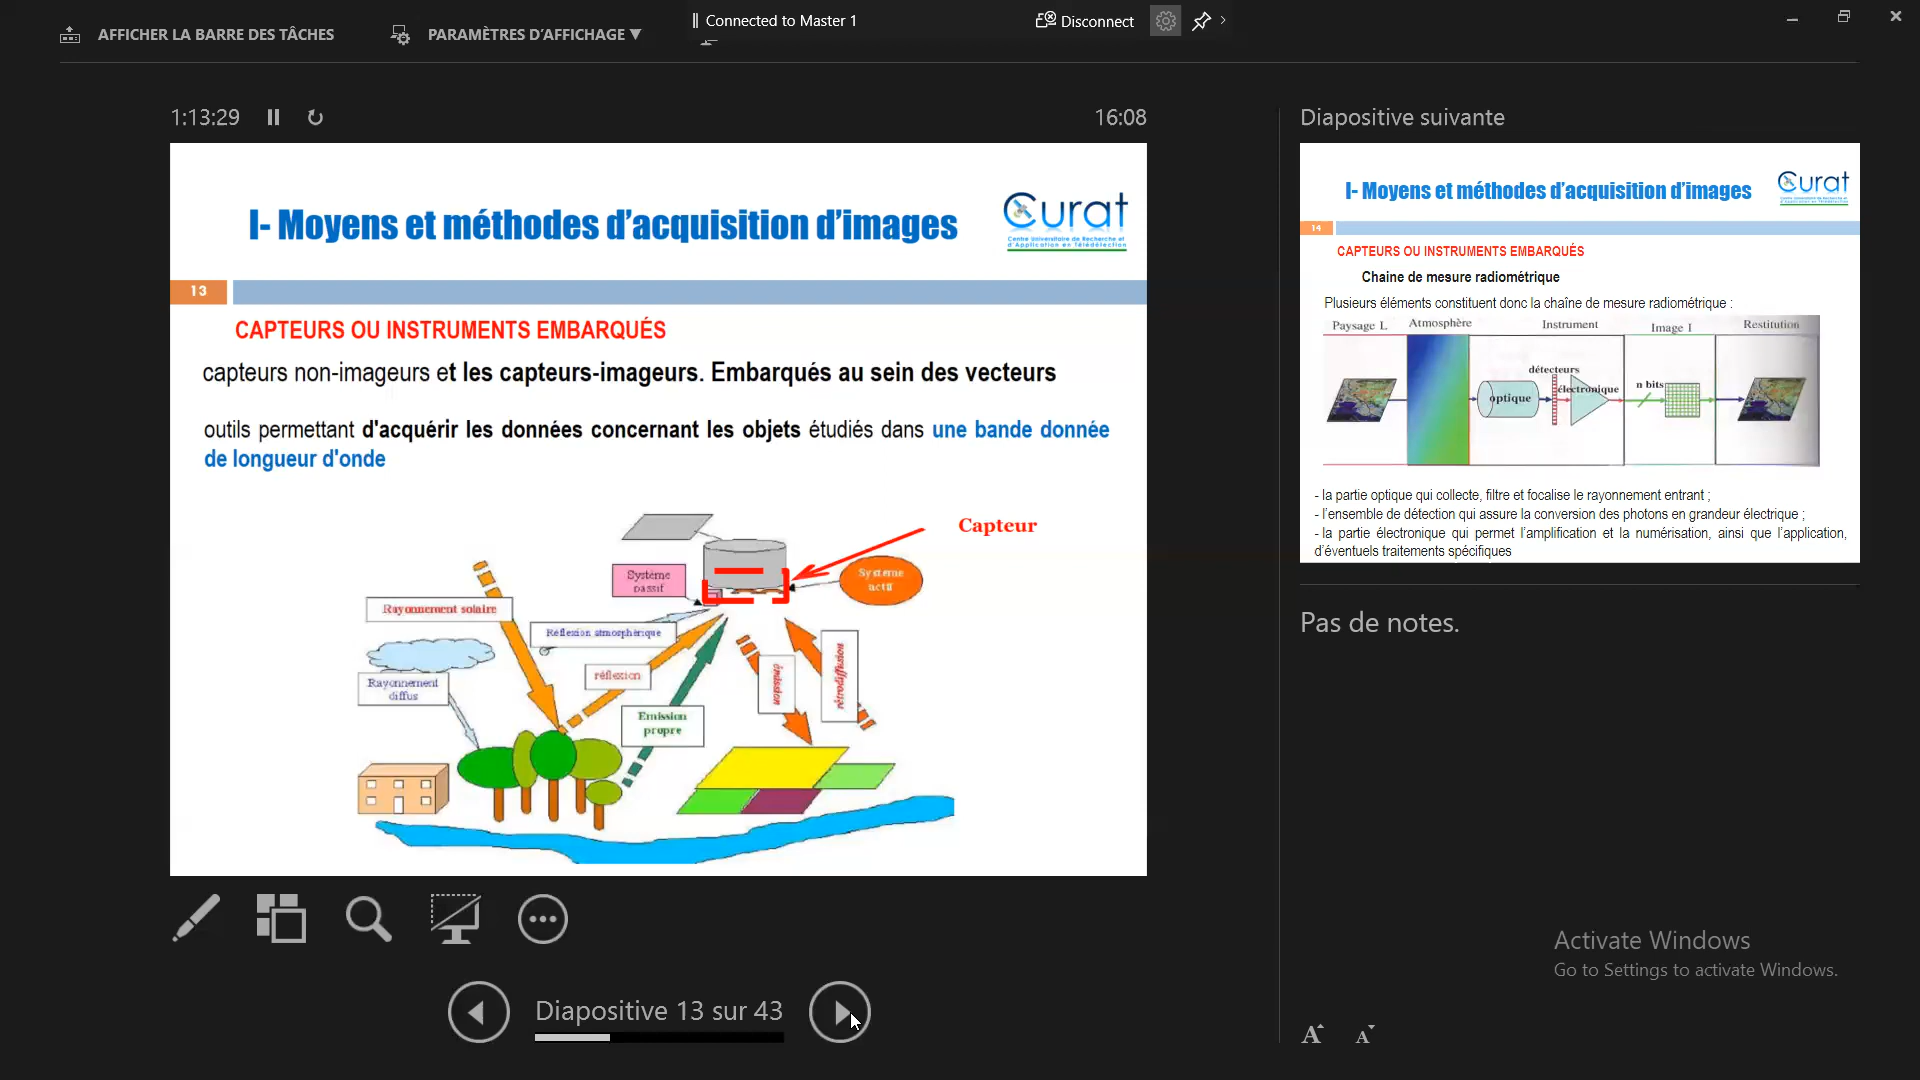 AFFICHER LA BARRE DES TÂCHES
PARAMÈTRES D'AFFICHAGE ▼
Connected to Master 1
Disconnect
1:13:29
16:08
I- Moyens et méthodes d'acquisition d'images
Curat
Centre Universitaire de Recherche et
d'Application en Télédétection
13
CAPTEURS OU INSTRUMENTS EMBARQUÉS
capteurs non-imageurs et les capteurs-imageurs. Embarqués au sein des vecteurs
outils permettant d'acquérir les données concernant les objets étudiés dans une bande donnée
de longueur d'onde
Capteur
Système
passif
Système
actif
Rayonnement solaire
Réflexion atmosphérique
Rayonnement
diffus
réflexion
émission
rétrodiffusion
Emission
propre
Diapositive 13 sur 43
Diapositive suivante
I- Moyens et méthodes d'acquisition d'images
Curat
14
CAPTEURS OU INSTRUMENTS EMBARQUÉS
Chaine de mesure radiométrique
Plusieurs éléments constituent donc la chaîne de mesure radiométrique :
Paysage L
Atmosphère
Instrument
Image I
Restitution
détecteurs
électronique
optique
n bits
- la partie optique qui collecte, filtre et focalise le rayonnement entrant ;
- l'ensemble de détection qui assure la conversion des photons en grandeur électrique ;
- la partie électronique qui permet l'amplification et la numérisation, ainsi que l'application,
d'éventuels traitements spécifiques
Pas de notes.
Activate Windows
Go to Settings to activate Windows.
A A